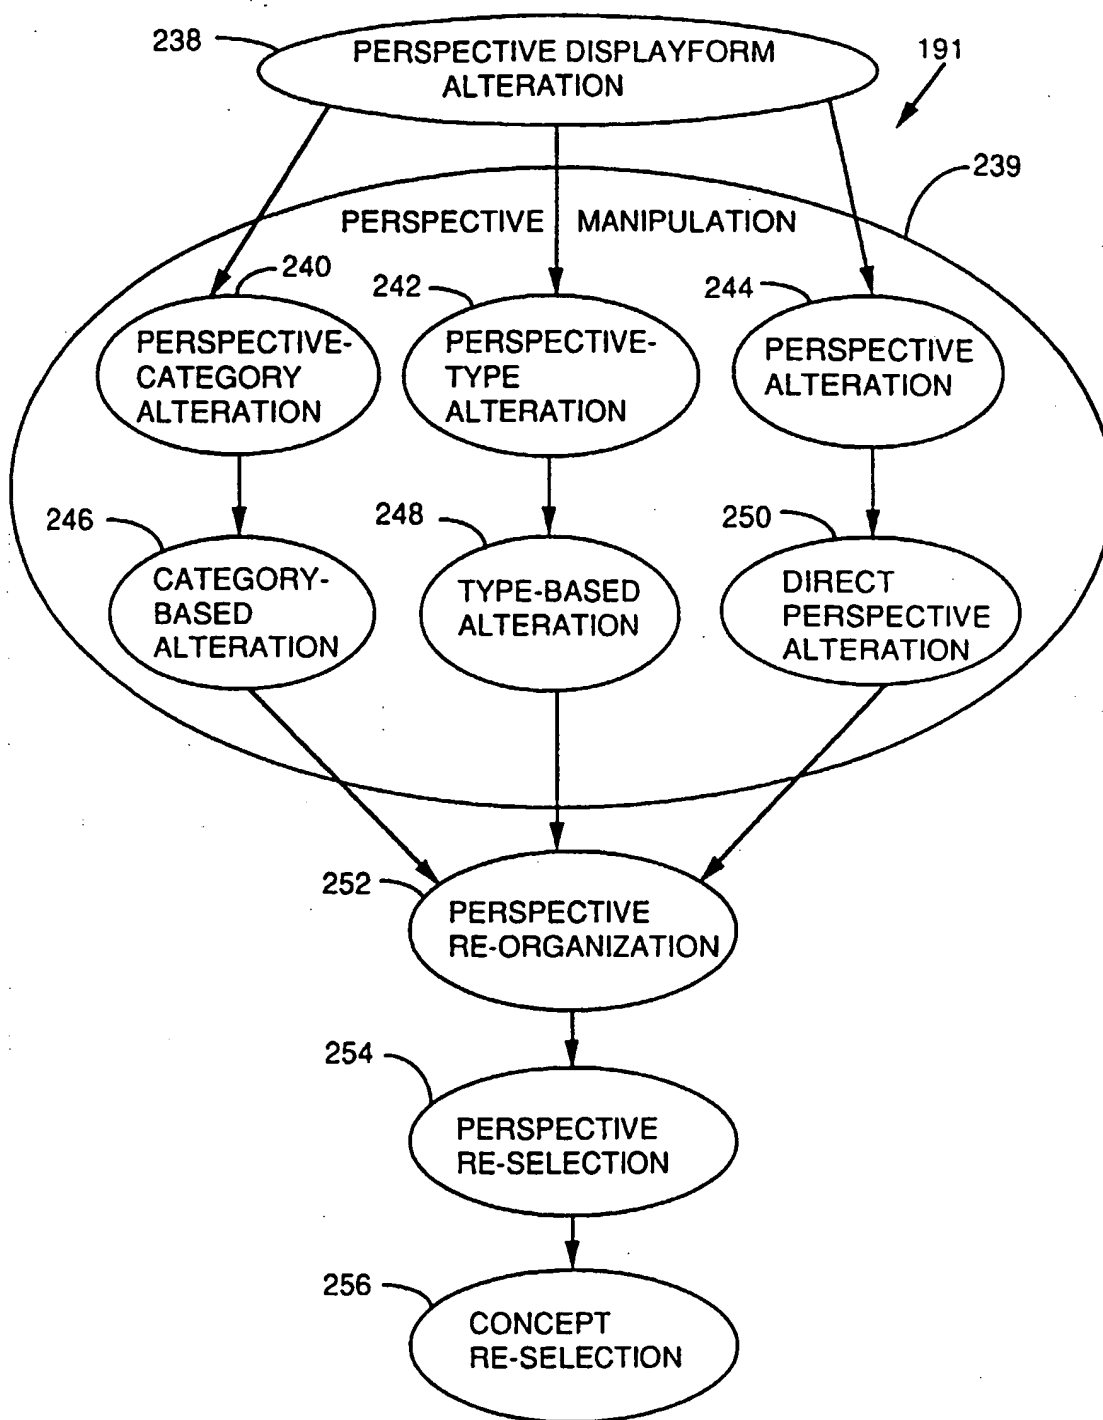 238
PERSPECTIVE DISPLAYFORM
ALTERATION
191
239
PERSPECTIVE MANIPULATION
240
PERSPECTIVE-
CATEGORY
ALTERATION
242
PERSPECTIVE-
TYPE
ALTERATION
244
PERSPECTIVE
ALTERATION
246
CATEGORY-
BASED
ALTERATION
248
TYPE-BASED
ALTERATION
250
DIRECT
PERSPECTIVE
ALTERATION
252
PERSPECTIVE
RE-ORGANIZATION
254
PERSPECTIVE
RE-SELECTION
256
CONCEPT
RE-SELECTION